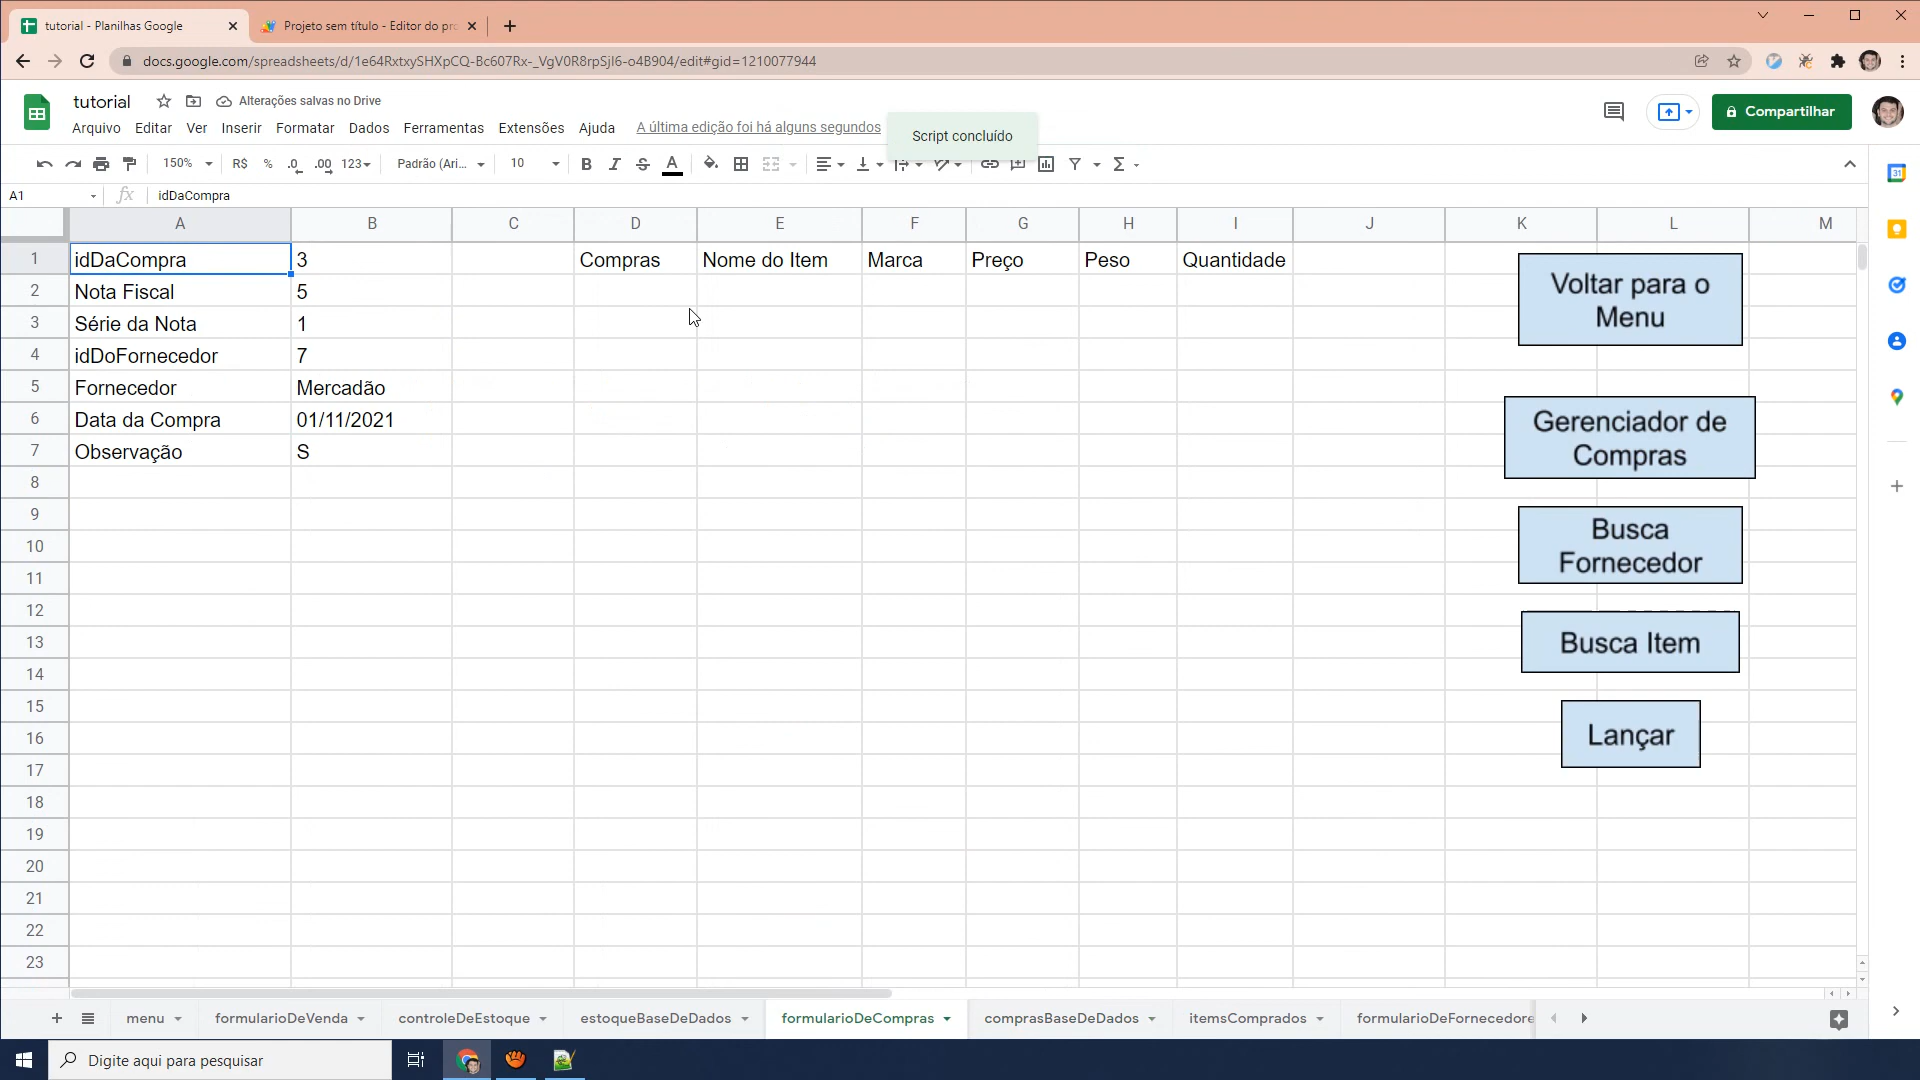 tutorial - Planilhas Google
Projeto sem título - Editor do pro
docs.google.com/spreadsheets/d/1e64RxtxySHXpCQ-Bc607Rx-_VgV0R8rpSjl6-o4B904/edit#gid=1210077944
tutorial
Alterações salvas no Drive
Arquivo Editar Ver Inserir Formatar Dados Ferramentas Extensões Ajuda A última edição foi há alguns segundos
Script concluído
Compartilhar
150% R$ % .0 .00 123 Padrão (Ari... 10 B I S A
A1 fx idDaCompra
A B C D E F G H I J K L M
1 idDaCompra 3 Compras Nome do Item Marca Preço Peso Quantidade
2 Nota Fiscal 5
3 Série da Nota 1
4 idDoFornecedor 7
5 Fornecedor Mercadão
6 Data da Compra 01/11/2021
7 Observação S
8
9
10
11
12
13
14
15
16
17
18
19
20
21
22
23
Voltar para o
Menu
Gerenciador de
Compras
Busca
Fornecedor
Busca Item
Lançar
31
menu formularioDeVenda controleDeEstoque estoqueBaseDeDados formularioDeCompras comprasBaseDeDados itemsComprados formularioDeFornecedore
Digite aqui para pesquisar